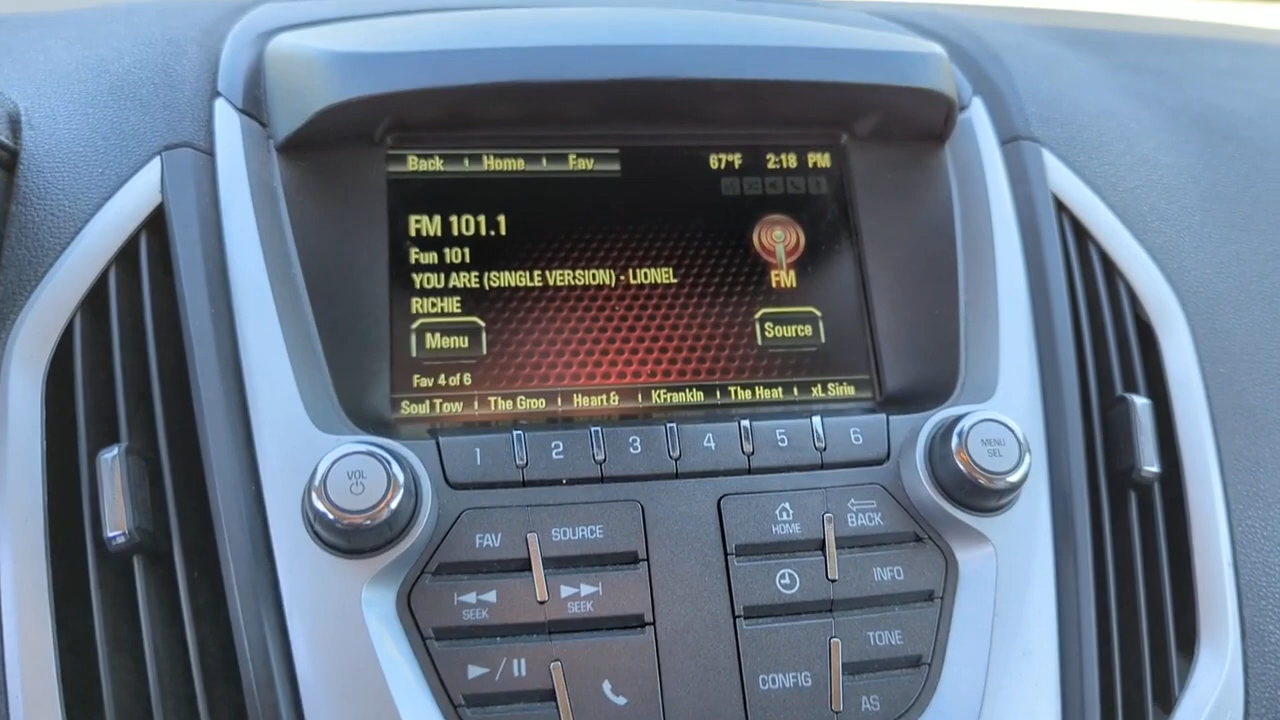 Back Home Fav 67°F 2:18 PM
FM 101.1
Fun 101
YOU ARE (SINGLE VERSION) - LIONEL
RICHIE
FM
Menu
Source
Fav 4 of 6
Soul Tow The Groo Heart & KFrankln The Heat xL Siriu
1 2 3 4 5 6
VOL
MENU
SEL
FAV SOURCE
HOME
BACK
SEEK
SEEK
INFO
TONE
CONFIG
AS